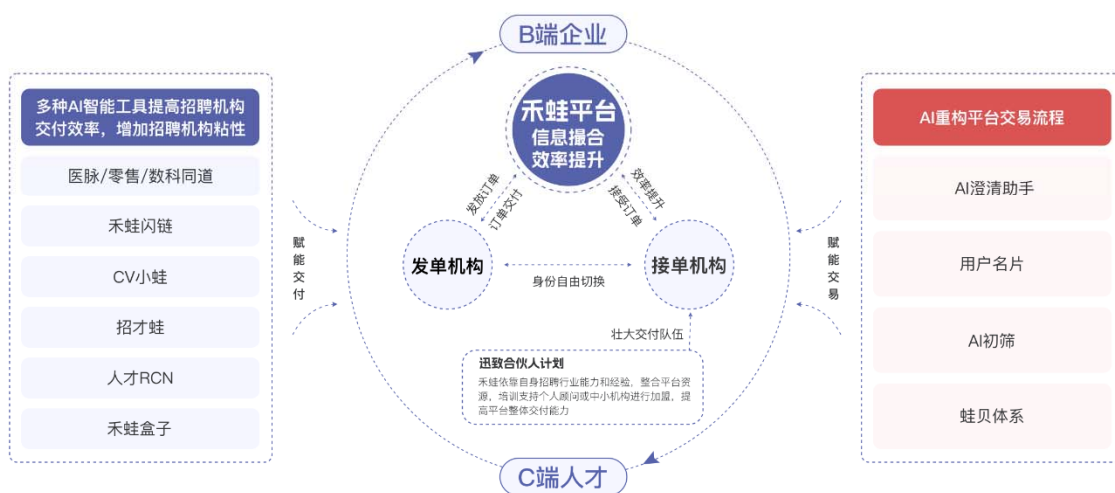 B端企业
多种AI智能工具提高招聘机构
交付效率，增加招聘机构粘性
医脉/零售/数科同道
禾蛙闪链
CV小蛙
招才蛙
人才RCN
禾蛙盒子
赋能交付
禾蛙平台
信息撮合
效率提升
发放订单
订单交付
效率提升
接受订单
发单机构
身份自由切换
接单机构
壮大交付队伍
迅致合伙人计划
禾蛙依靠自身招聘行业能力和经验，整合平台资
源，培训支持个人顾问或中小机构进行加盟，提
高平台整体交付能力
C端人才
赋能交易
AI重构平台交易流程
AI澄清助手
用户名片
AI初筛
蛙贝体系